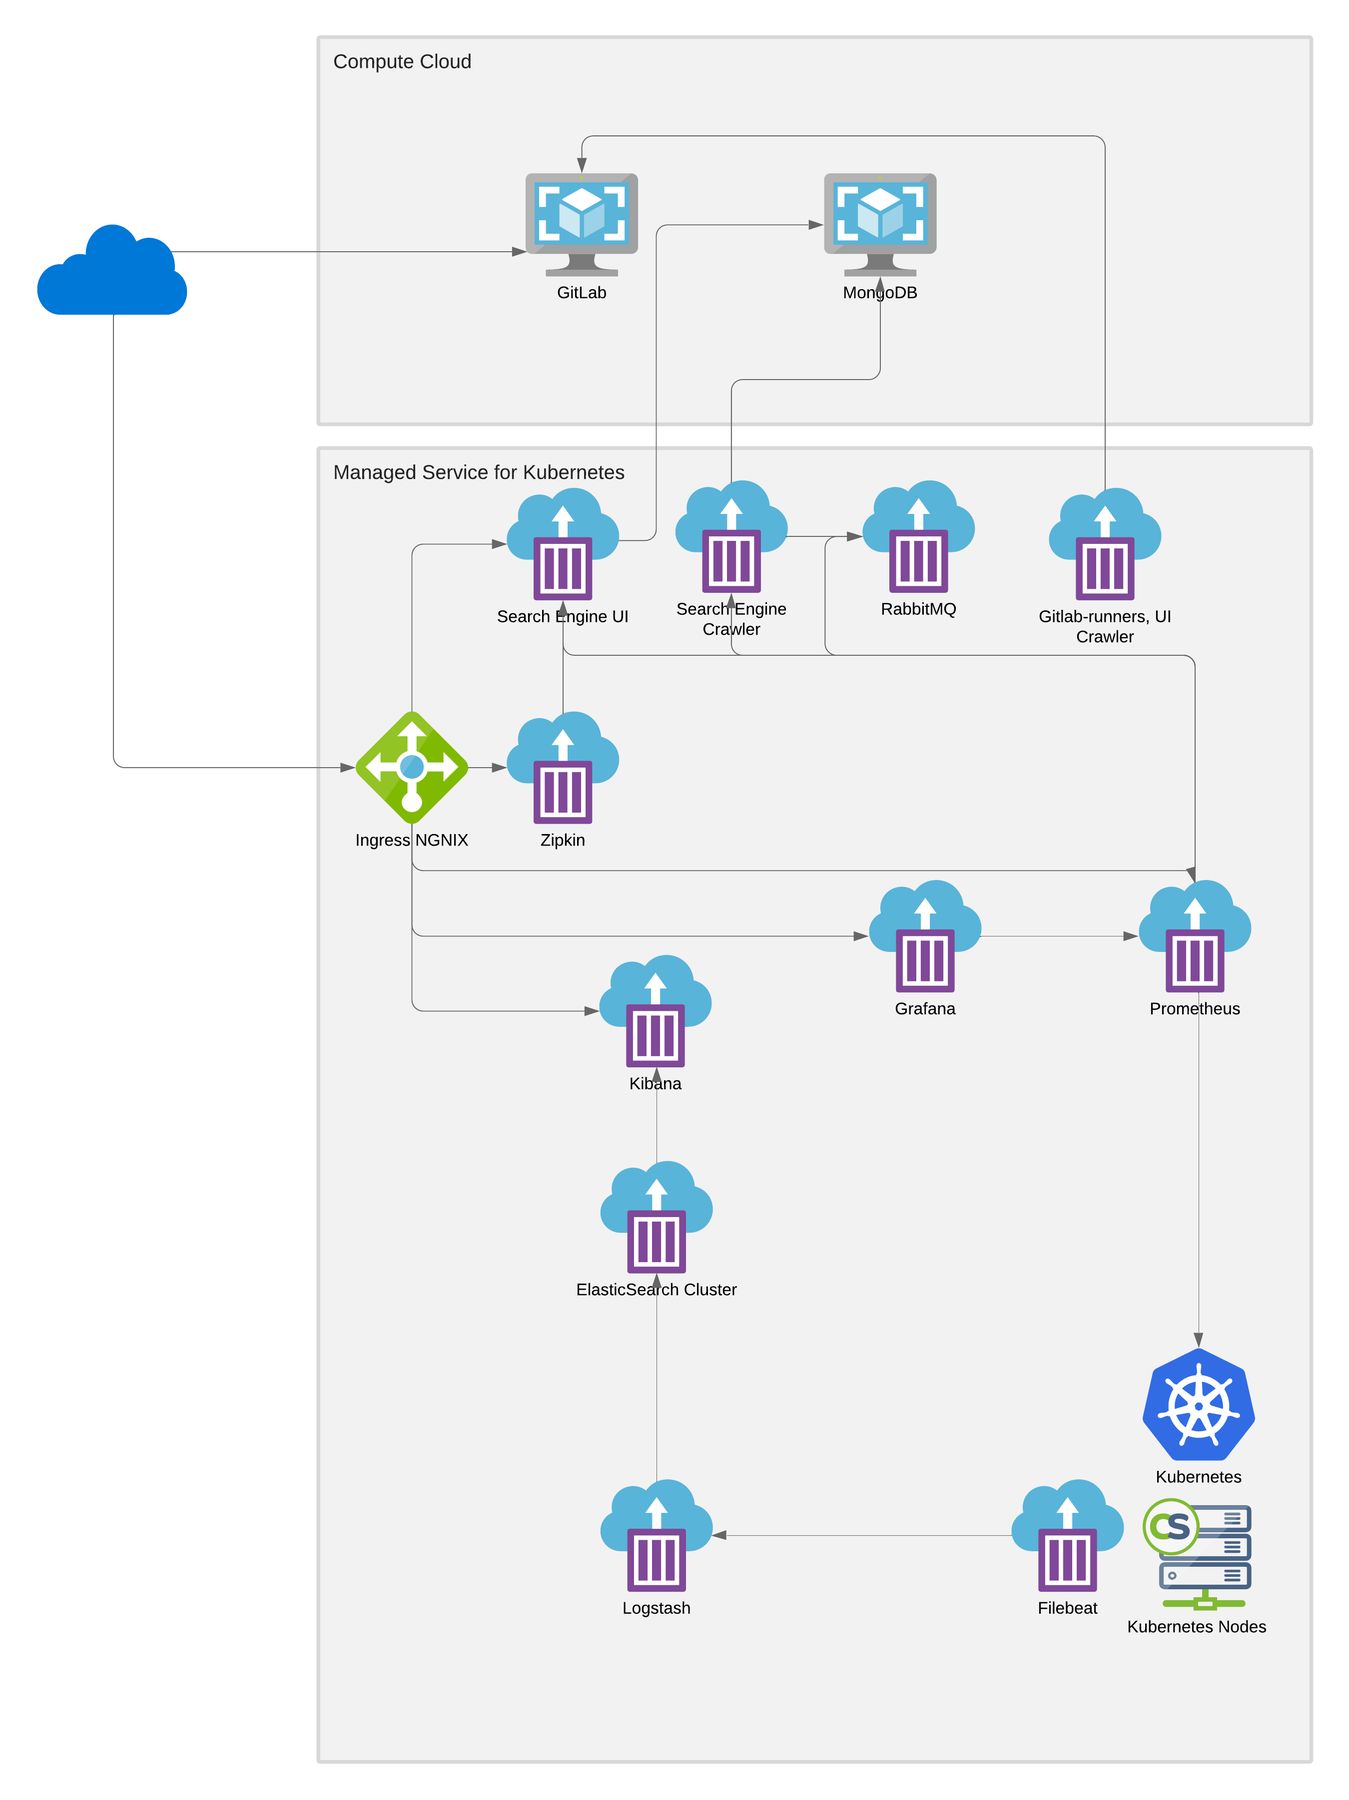 Compute Cloud
GitLab
MongoDB
Managed Service for Kubernetes
Search Engine UI
Search Engine
Crawler
RabbitMQ
Gitlab-runners, UI
Crawler
Ingress NGNIX
Zipkin
Grafana
Prometheus
Kibana
ElasticSearch Cluster
Kubernetes
CS
Logstash
Filebeat
Kubernetes Nodes